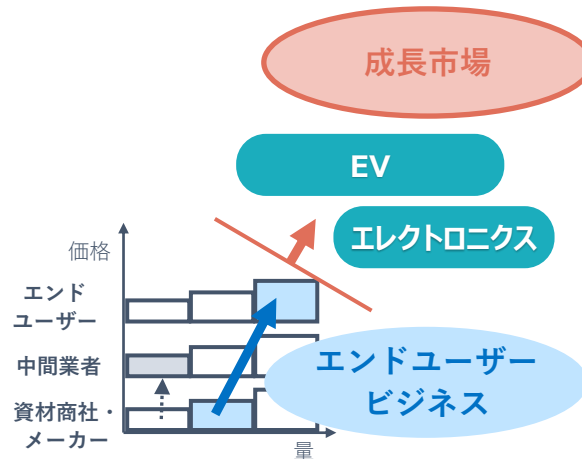 成長市場
EV
エレクトロニクス
価格
エンド
ユーザー
中間業者
資材商社・
メーカー
エンドユーザー
ビジネス
量